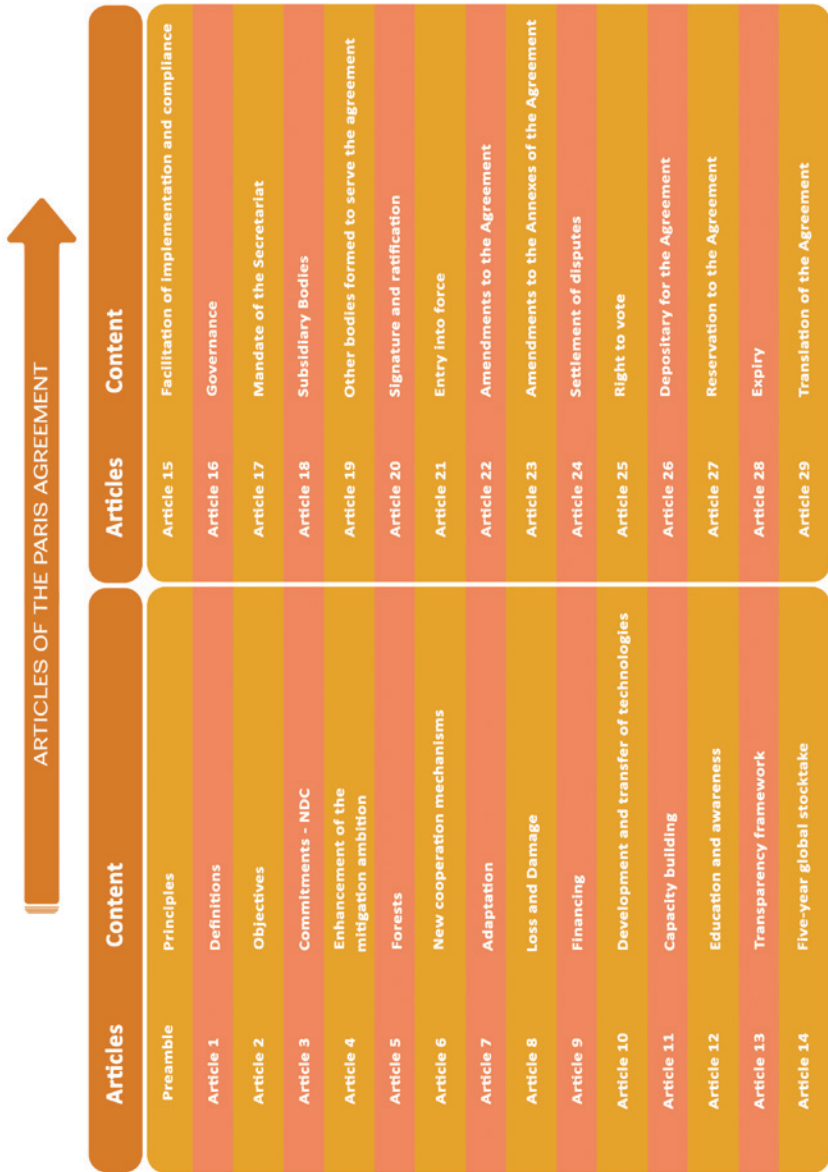 ARTICLES OF THE PARIS AGREEMENT
Articles Content
Preamble Principles
Article 1 Definitions
Article 2 Objectives
Article 3 Commitments - NDC
Article 4 Enhancement of the
mitigation ambition
Article 5 Forests
Article 6 New cooperation mechanisms
Article 7 Adaptation
Article 8 Loss and Damage
Article 9 Financing
Article 10 Development and transfer of technologies
Article 11 Capacity building
Article 12 Education and awareness
Article 13 Transparency framework
Article 14 Five-year global stocktake
Articles Content
Article 15 Facilitation of implementation and compliance
Article 16 Governance
Article 17 Mandate of the Secretariat
Article 18 Subsidiary Bodies
Article 19 Other bodies formed to serve the agreement
Article 20 Signature and ratification
Article 21 Entry into force
Article 22 Amendments to the Agreement
Article 23 Amendments to the Annexes of the Agreement
Article 24 Settlement of disputes
Article 25 Right to vote
Article 26 Depositary for the Agreement
Article 27 Reservation to the Agreement
Article 28 Expiry
Article 29 Translation of the Agreement